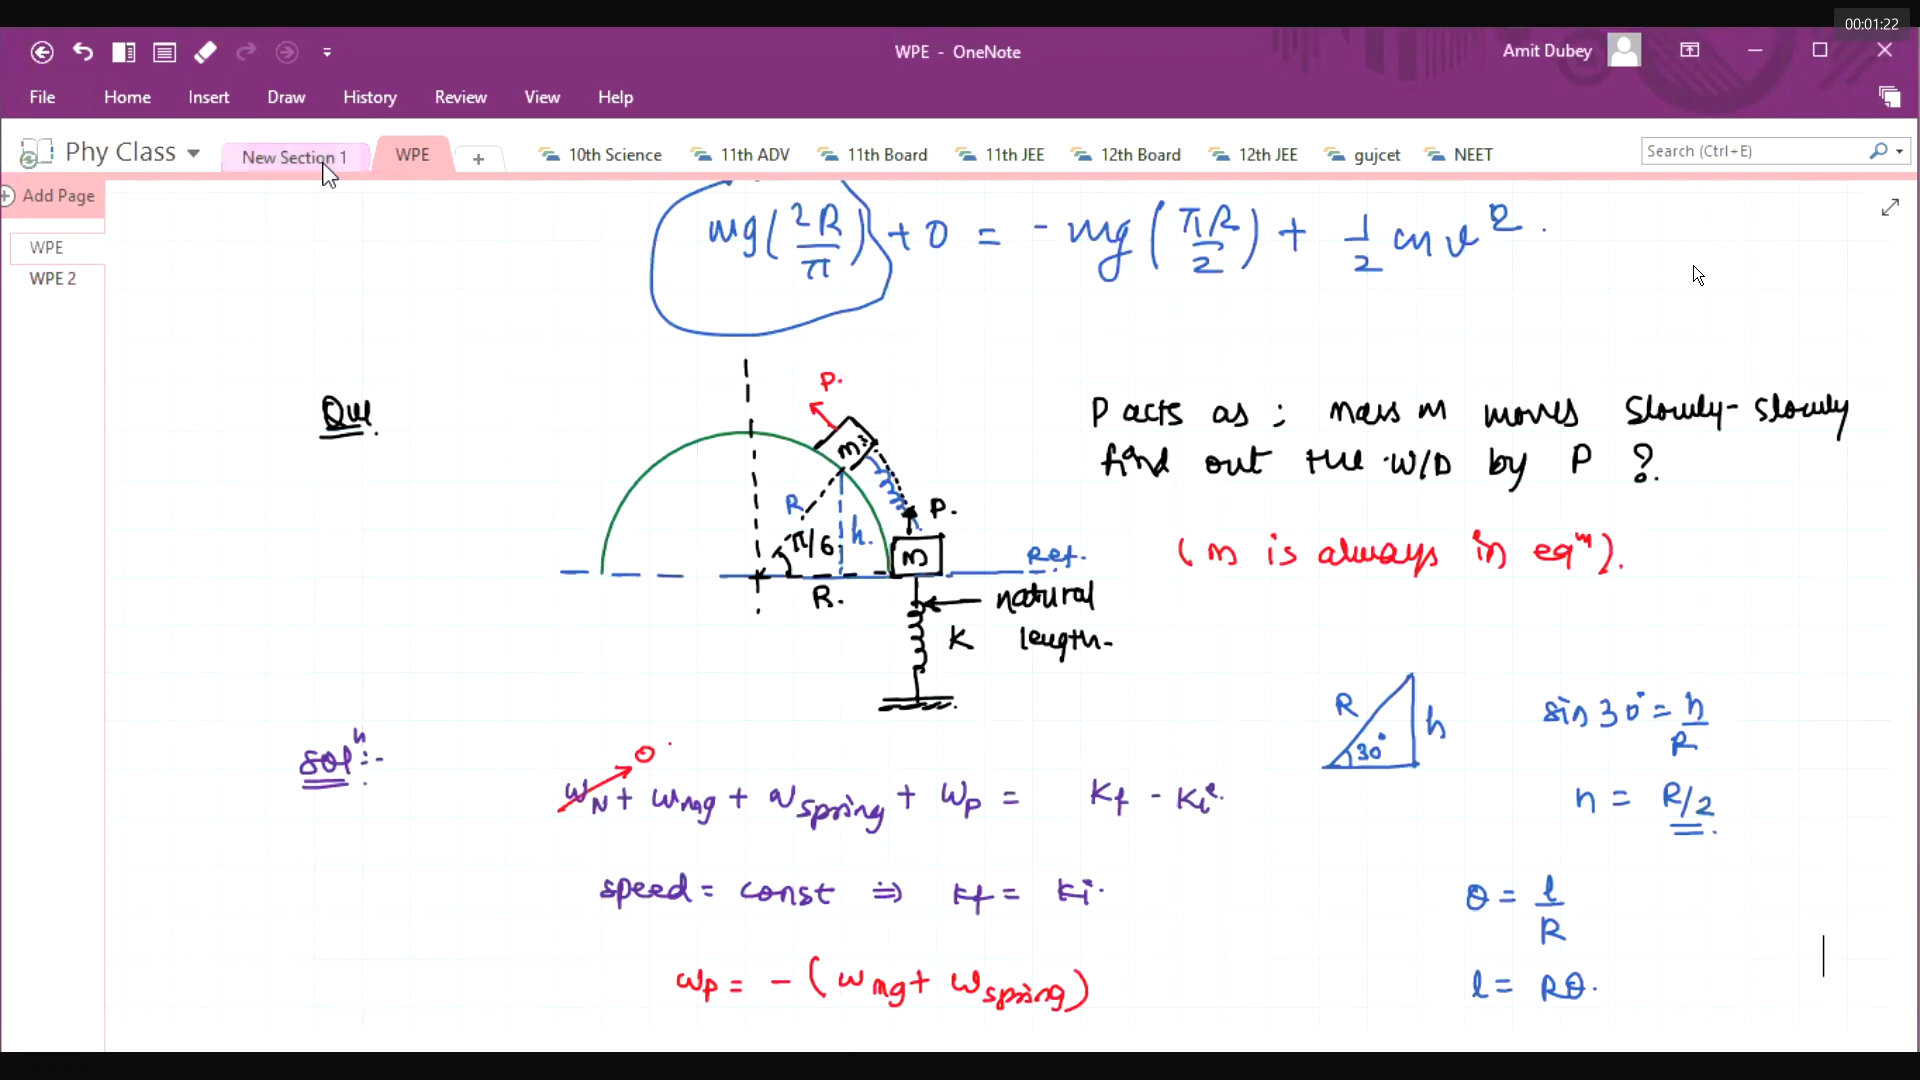 00:01:22
WPE - OneNote
Amit Dubey
File Home Insert Draw History Review View Help
Phy Class New Section 1 WPE + 10th Science 11th ADV 11th Board 11th JEE 12th Board 12th JEE gujcet NEET
Search (Ctrl+E)
Add Page
WPE
WPE 2
mg(2R/π) + 0 = - mg(πR/2) + 1/2 mv².
Que.
P.
m
R
π/6
h.
P.
m
Ref.
R.
natural
length.
K
P acts as ; mass m moves slowly-slowly
find out the W/D by P ?
(m is always in eqᵐ).
Solⁿ:-
0
W_N + W_mg + W_spring + W_P = K_f - K_i.
speed = const ⇒ K_f = K_i.
W_P = - (W_mg + W_spring)
R
h
30°
sin 30° = h/R
h = R/2.
θ = l/R
l = Rθ.